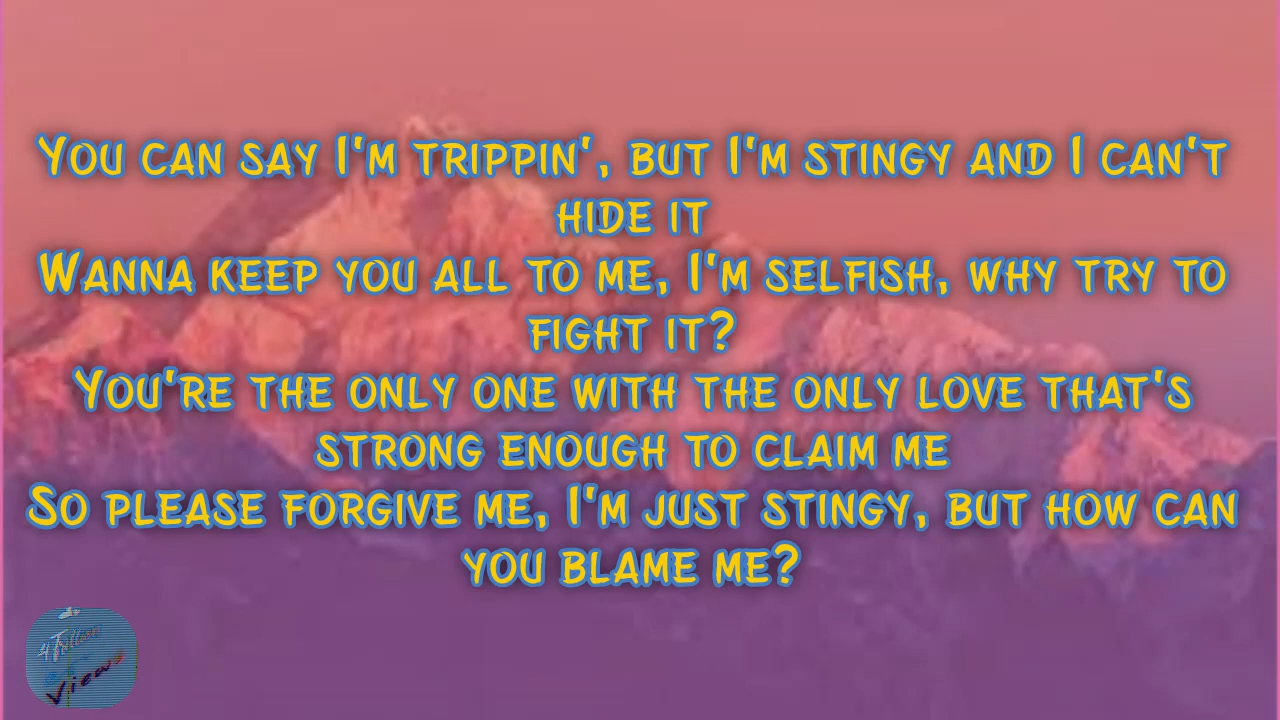 You can say I'm trippin', but I'm stingy and I can't
hide it
Wanna keep you all to me, I'm selfish, why try to
fight it?
You're the only one with the only love that's
strong enough to claim me
So please forgive me, I'm just stingy, but how can
you blame me?